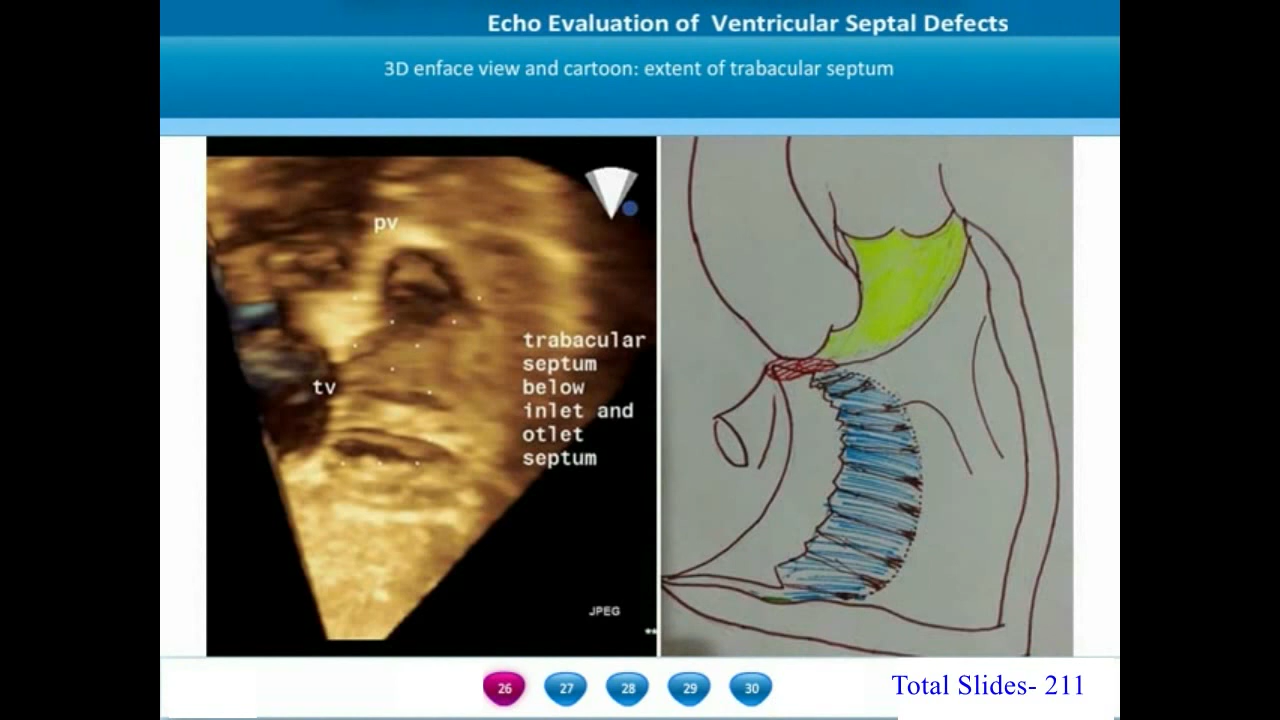 Echo Evaluation of Ventricular Septal Defects
3D enface view and cartoon: extent of trabacular septum
pv
tv
trabacular
septum
below
inlet and
otlet
septum
JPEG
**
26 27 28 29 30
Total Slides- 211